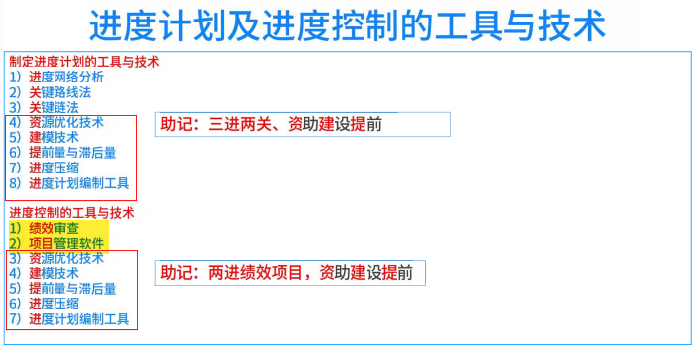 进度计划及进度控制的工具与技术
制定进度计划的工具与技术
1）进度网络分析
2）关键路线法
3）关键链法
4）资源优化技术
5）建模技术
6）提前量与滞后量
7）进度压缩
8）进度计划编制工具
助记：三进两关、资助建设提前
进度控制的工具与技术
1）绩效审查
2）项目管理软件
3）资源优化技术
4）建模技术
5）提前量与滞后量
6）进度压缩
7）进度计划编制工具
助记：两进绩效项目，资助建设提前